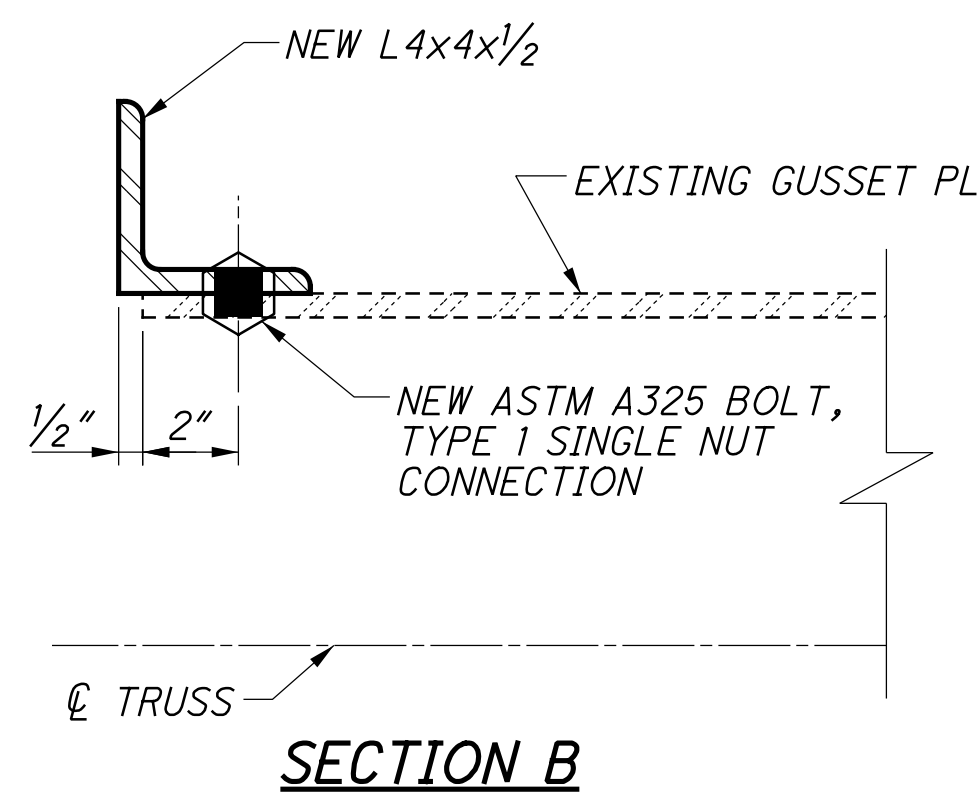 NEW L4x4x1/2
EXISTING GUSSET PL
1/2"
2"
NEW ASTM A325 BOLT,
TYPE 1 SINGLE NUT
CONNECTION
℄ TRUSS
SECTION B